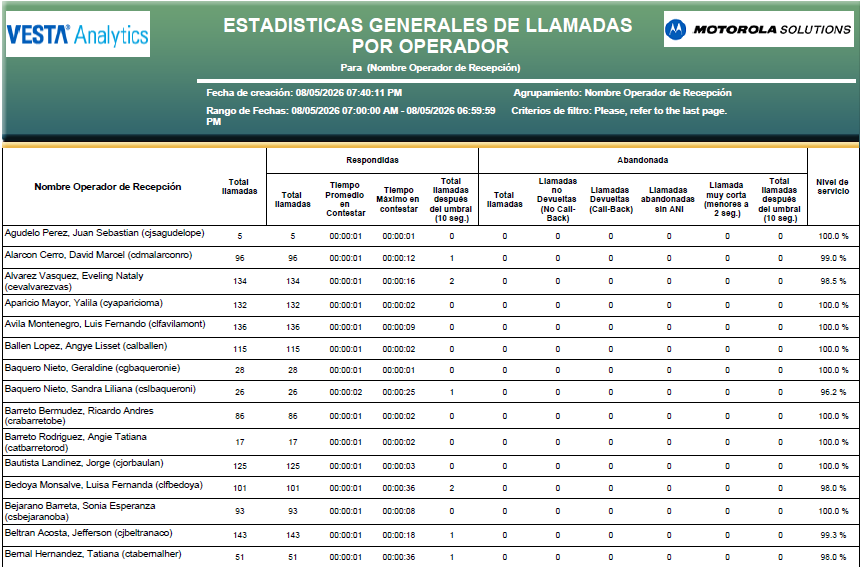 VESTA® Analytics
ESTADISTICAS GENERALES DE LLAMADAS
POR OPERADOR
MOTOROLA SOLUTIONS
Para (Nombre Operador de Recepción)
Fecha de creación: 08/05/2026 07:40:11 PM
Agrupamiento: Nombre Operador de Recepción
Rango de Fechas: 08/05/2026 07:00:00 AM - 08/05/2026 06:59:59
PM
Criterios de filtro: Please, refer to the last page.
Respondidas
Abandonada
Nombre Operador de Recepción
Total
llamadas
Total
llamadas
Tiempo
Promedio
en
Contestar
Tiempo
Máximo en
contestar
Total
llamadas
después
del umbral
(10 seg.)
Total
llamadas
Llamadas
no
Devueltas
(No Call-
Back)
Llamadas
Devueltas
(Call-Back)
Llamadas
abandonadas
sin ANI
Llamada
muy corta
(menores a
2 seg.)
Total
llamadas
después
del umbral
(10 seg.)
Nivel de
servicio
Agudelo Perez, Juan Sebastian (cjsagudelope) 5 5 00:00:01 00:00:01 0 0 0 0 0 0 0 100.0 %
Alarcon Cerro, David Marcel (cdmalarconro) 96 96 00:00:01 00:00:12 1 0 0 0 0 0 0 99.0 %
Alvarez Vasquez, Eveling Nataly
(cevalvarezvas) 134 134 00:00:01 00:00:16 2 0 0 0 0 0 0 98.5 %
Aparicio Mayor, Yalila (cyaparicioma) 132 132 00:00:01 00:00:02 0 0 0 0 0 0 0 100.0 %
Avila Montenegro, Luis Fernando (clfavilamont) 136 136 00:00:01 00:00:09 0 0 0 0 0 0 0 100.0 %
Ballen Lopez, Angye Lisset (calballen) 115 115 00:00:01 00:00:02 0 0 0 0 0 0 0 100.0 %
Baquero Nieto, Geraldine (cgbaqueronie) 28 28 00:00:01 00:00:01 0 0 0 0 0 0 0 100.0 %
Baquero Nieto, Sandra Liliana (cslbaqueroni) 26 26 00:00:02 00:00:25 1 0 0 0 0 0 0 96.2 %
Barreto Bermudez, Ricardo Andres
(crabarretobe) 86 86 00:00:01 00:00:02 0 0 0 0 0 0 0 100.0 %
Barreto Rodriguez, Angie Tatiana
(catbarretorod) 17 17 00:00:01 00:00:02 0 0 0 0 0 0 0 100.0 %
Bautista Landinez, Jorge (cjorbaulan) 125 125 00:00:01 00:00:03 0 0 0 0 0 0 0 100.0 %
Bedoya Monsalve, Luisa Fernanda (clfbedoya) 101 101 00:00:01 00:00:36 2 0 0 0 0 0 0 98.0 %
Bejarano Barreta, Sonia Esperanza
(csbejaranoba) 93 93 00:00:01 00:00:08 0 0 0 0 0 0 0 100.0 %
Beltran Acosta, Jefferson (cjbeltranaco) 143 143 00:00:01 00:00:18 1 0 0 0 0 0 0 99.3 %
Bernal Hernandez, Tatiana (ctabernalher) 51 51 00:00:01 00:00:36 1 0 0 0 0 0 0 98.0 %